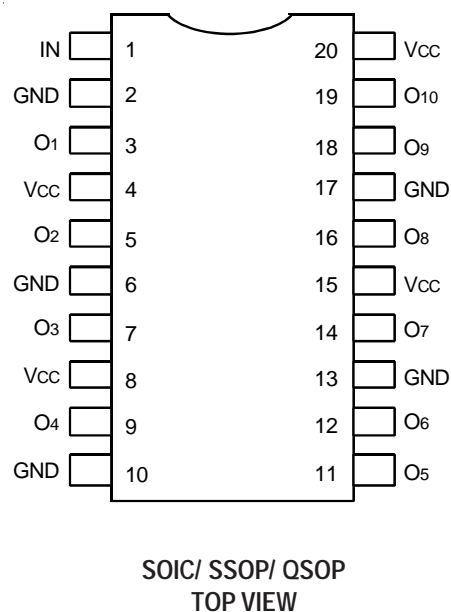 IN 1 20 Vcc
GND 2 19 O10
O1 3 18 O9
Vcc 4 17 GND
O2 5 16 O8
GND 6 15 Vcc
O3 7 14 O7
Vcc 8 13 GND
O4 9 12 O6
GND 10 11 O5
SOIC/ SSOP/ QSOP
TOP VIEW